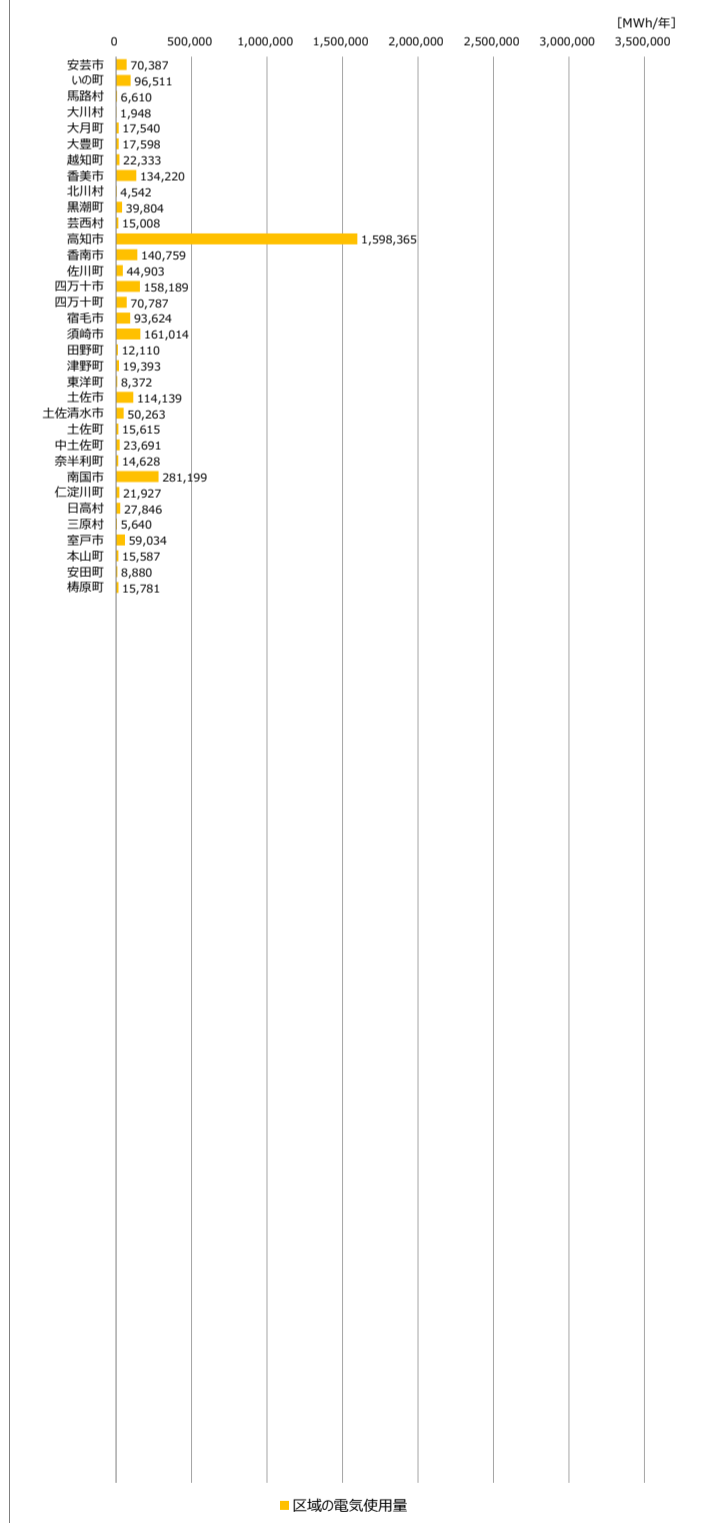 [MWh/年]
0 500,000 1,000,000 1,500,000 2,000,000 2,500,000 3,000,000 3,500,000
安芸市 70,387
いの町 96,511
馬路村 6,610
大川村 1,948
大月町 17,540
大豊町 17,598
越知町 22,333
香美市 134,220
北川村 4,542
黒潮町 39,804
芸西村 15,008
高知市 1,598,365
香南市 140,759
佐川町 44,903
四万十市 158,189
四万十町 70,787
宿毛市 93,624
須崎市 161,014
田野町 12,110
津野町 19,393
東洋町 8,372
土佐市 114,139
土佐清水市 50,263
土佐町 15,615
中土佐町 23,691
奈半利町 14,628
南国市 281,199
仁淀川町 21,927
日高村 27,846
三原村 5,640
室戸市 59,034
本山町 15,587
安田町 8,880
梼原町 15,781
区域の電気使用量